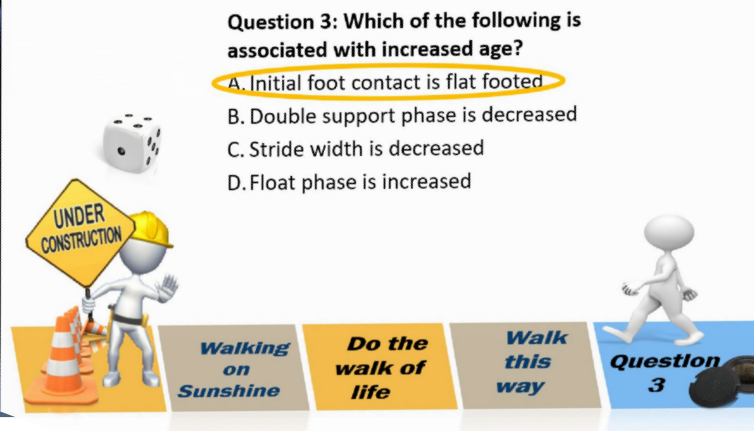 Question 3: Which of the following is
associated with increased age?
A. Initial foot contact is flat footed
B. Double support phase is decreased
C. Stride width is decreased
D. Float phase is increased
UNDER
CONSTRUCTION
Walking
on
Sunshine
Do the
walk of
life
Walk
this
way
Question
3